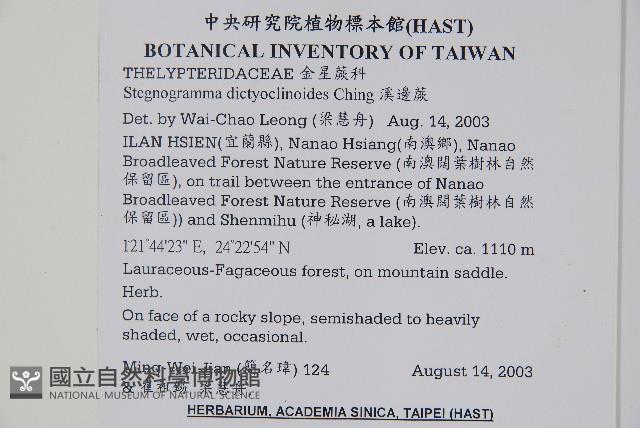 中央研究院植物標本館(HAST)
BOTANICAL INVENTORY OF TAIWAN
THELYPTERIDACEAE 金星蕨科
Stegnogramma dictyoclinoides Ching 溪邊蕨
Det. by Wai-Chao Leong (梁慧舟) Aug. 14, 2003
ILAN HSIEN(宜蘭縣), Nanao Hsiang(南澳鄉), Nanao
Broadleaved Forest Nature Reserve (南澳闊葉樹林自然
保留區), on trail between the entrance of Nanao
Broadleaved Forest Nature Reserve (南澳闊葉樹林自然
保留區)) and Shenmihu (神秘湖, a lake).
121°44'23" E, 24°22'54" N Elev. ca. 1110 m
Lauraceous-Fagaceous forest, on mountain saddle.
Herb.
On face of a rocky slope, semishaded to heavily
shaded, wet, occasional.
Ming-Wei Jian (簡名瑋) 124 August 14, 2003
& 梁慧舟
國立自然科學博物館
NATIONAL MUSEUM OF NATURAL SCIENCE
HERBARIUM, ACADEMIA SINICA, TAIPEI (HAST)